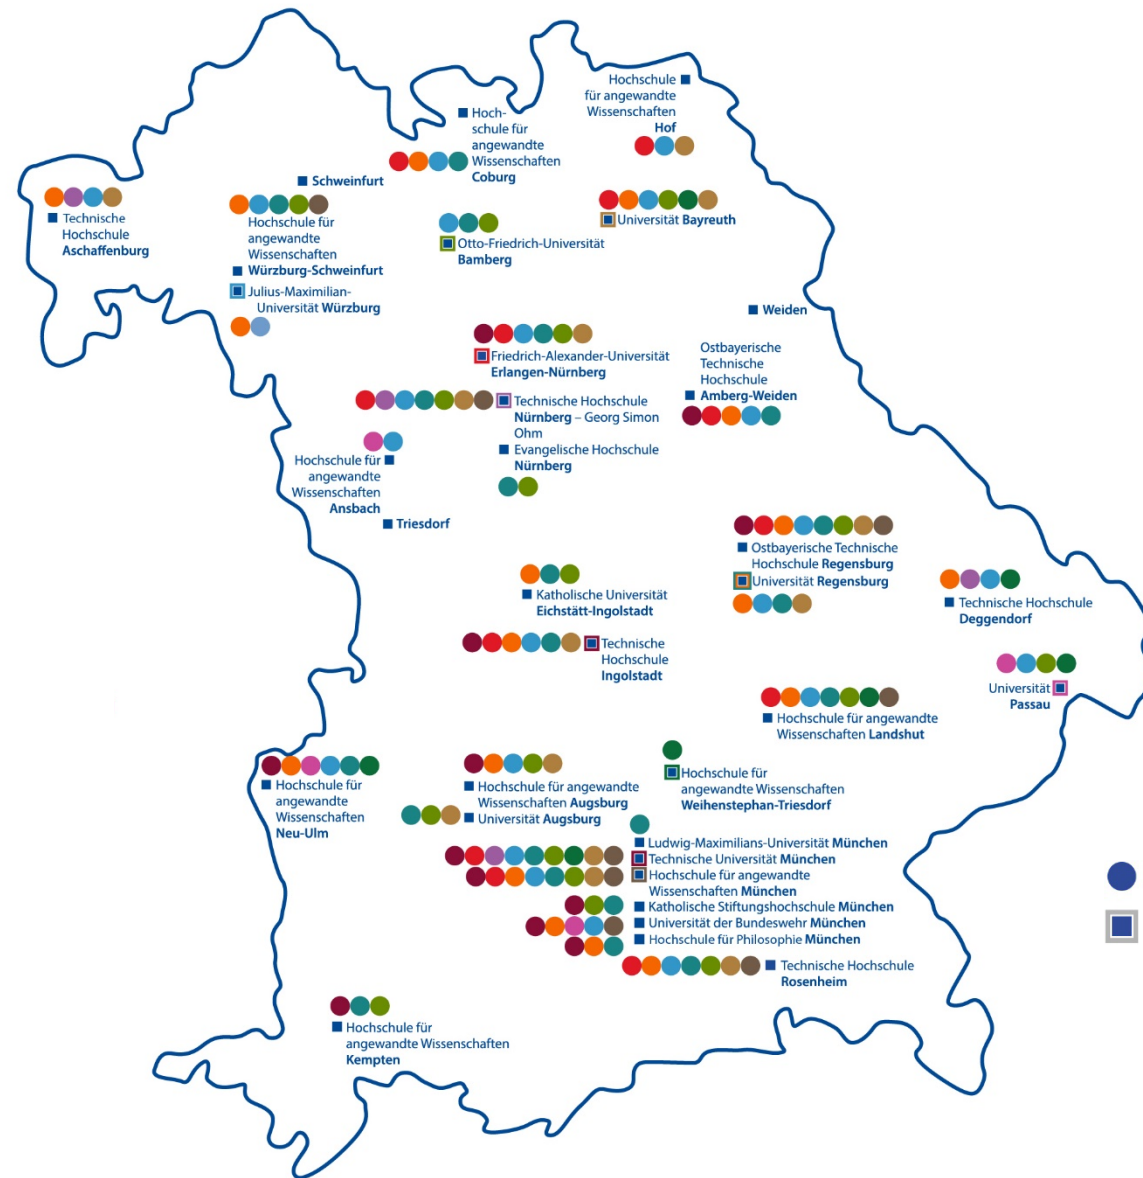 Hochschule
für angewandte
Wissenschaften
Hof
Hoch-
schule für
angewandte
Wissenschaften
Coburg
Schweinfurt
Technische
Hochschule
Aschaffenburg
Hochschule für
angewandte
Wissenschaften
Würzburg-Schweinfurt
Julius-Maximilian-
Universität Würzburg
Universität Bayreuth
Otto-Friedrich-Universität
Bamberg
Weiden
Friedrich-Alexander-Universität
Erlangen-Nürnberg
Ostbayerische
Technische
Hochschule
Amberg-Weiden
Technische Hochschule
Nürnberg – Georg Simon
Ohm
Evangelische Hochschule
Nürnberg
Hochschule für
angewandte
Wissenschaften
Ansbach
Triesdorf
Ostbayerische Technische
Hochschule Regensburg
Universität Regensburg
Katholische Universität
Eichstätt-Ingolstadt
Technische Hochschule
Deggendorf
Technische
Hochschule
Ingolstadt
Universität
Passau
Hochschule für angewandte
Wissenschaften Landshut
Hochschule für
angewandte
Wissenschaften
Neu-Ulm
Hochschule für angewandte
Wissenschaften Augsburg
Universität Augsburg
Hochschule für
angewandte Wissenschaften
Weihenstephan-Triesdorf
Ludwig-Maximilians-Universität München
Technische Universität München
Hochschule für angewandte
Wissenschaften München
Katholische Stiftungshochschule München
Universität der Bundeswehr München
Hochschule für Philosophie München
Technische Hochschule
Rosenheim
Hochschule für
angewandte Wissenschaften
Kempten